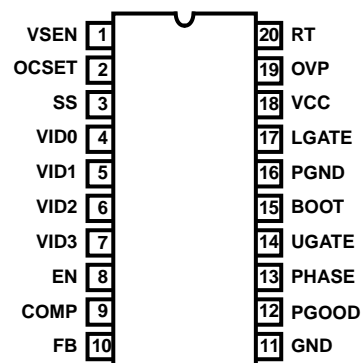 VSEN 1 20 RT
OCSET 2 19 OVP
SS 3 18 VCC
VID0 4 17 LGATE
VID1 5 16 PGND
VID2 6 15 BOOT
VID3 7 14 UGATE
EN 8 13 PHASE
COMP 9 12 PGOOD
FB 10 11 GND